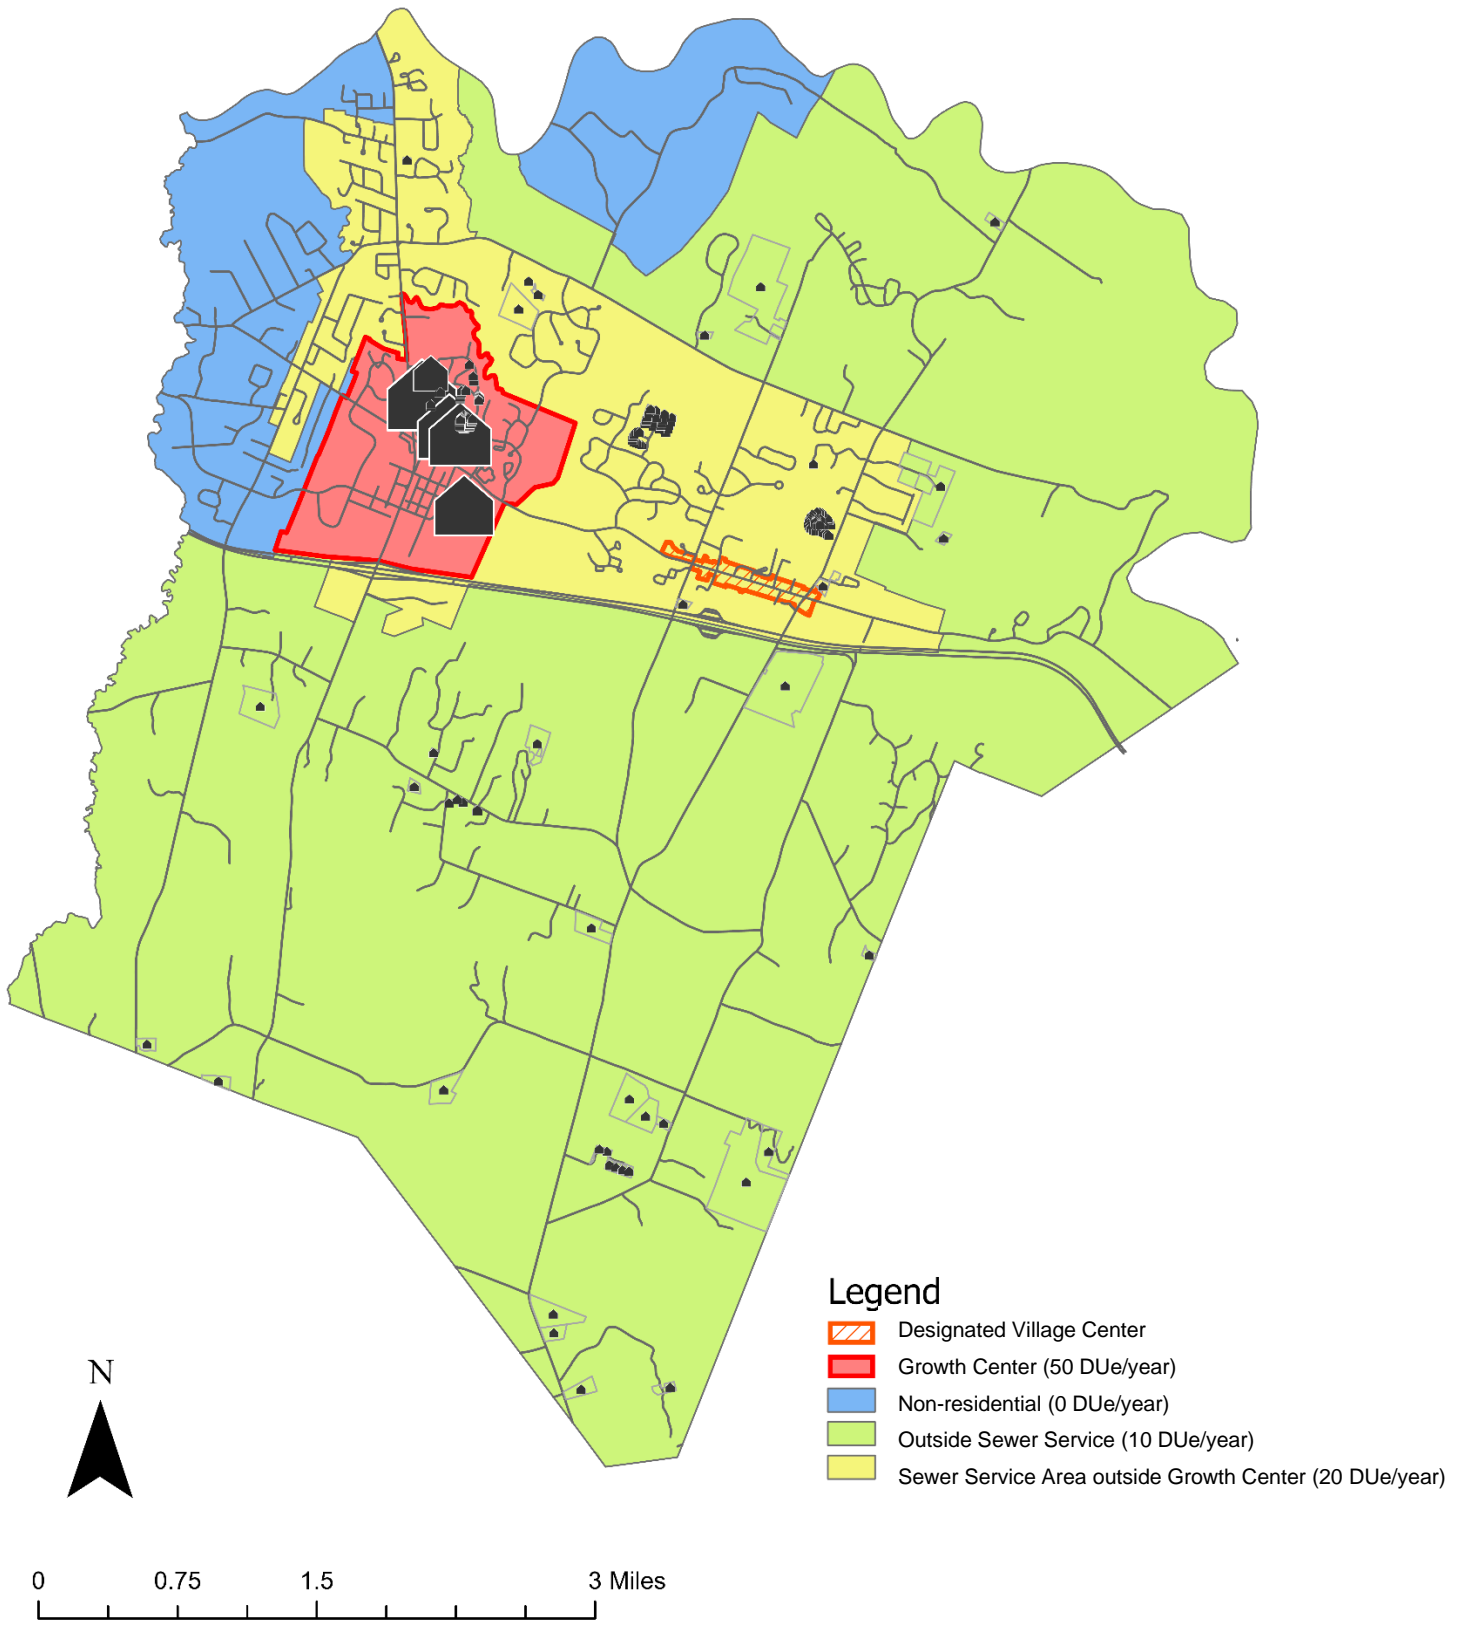 Legend
Designated Village Center
Growth Center (50 DUe/year)
Non-residential (0 DUe/year)
Outside Sewer Service (10 DUe/year)
Sewer Service Area outside Growth Center (20 DUe/year)
N
0 0.75 1.5 3 Miles